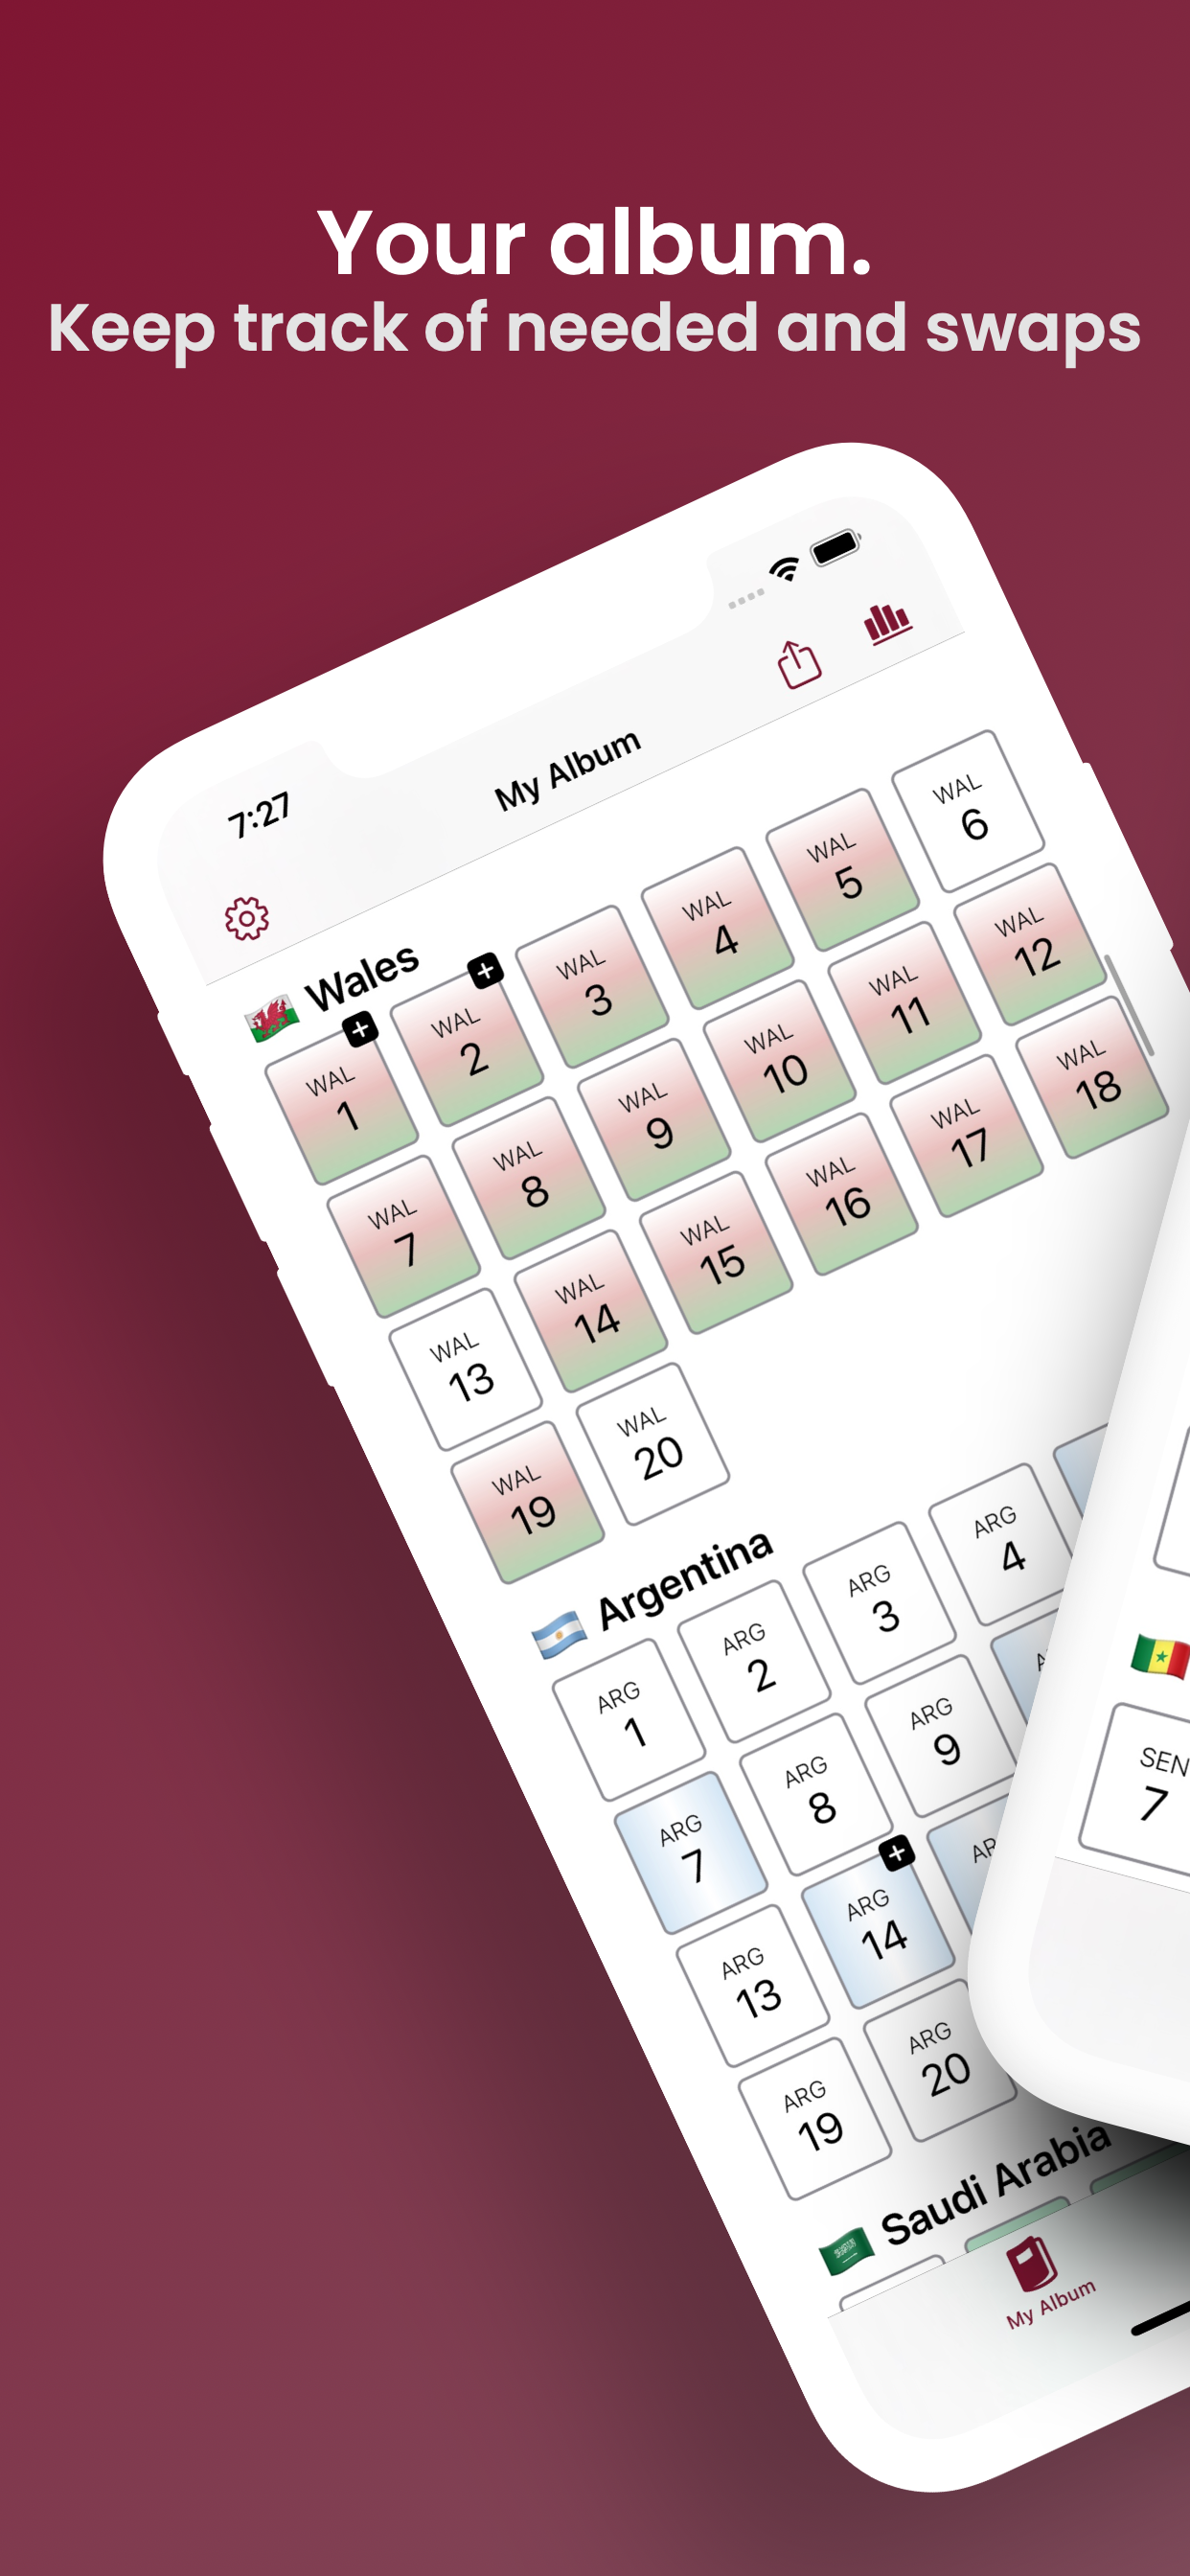 Your album.
Keep track of needed and swaps
7:27
My Album
Wales
WAL 1
WAL 2
WAL 3
WAL 4
WAL 5
WAL 6
WAL 7
WAL 8
WAL 9
WAL 10
WAL 11
WAL 12
WAL 13
WAL 14
WAL 15
WAL 16
WAL 17
WAL 18
WAL 19
WAL 20
Argentina
ARG 1
ARG 2
ARG 3
ARG 4
ARG 7
ARG 8
ARG 9
ARG 13
ARG 14
ARG 19
ARG 20
Saudi Arabia
My Album
SEN 7